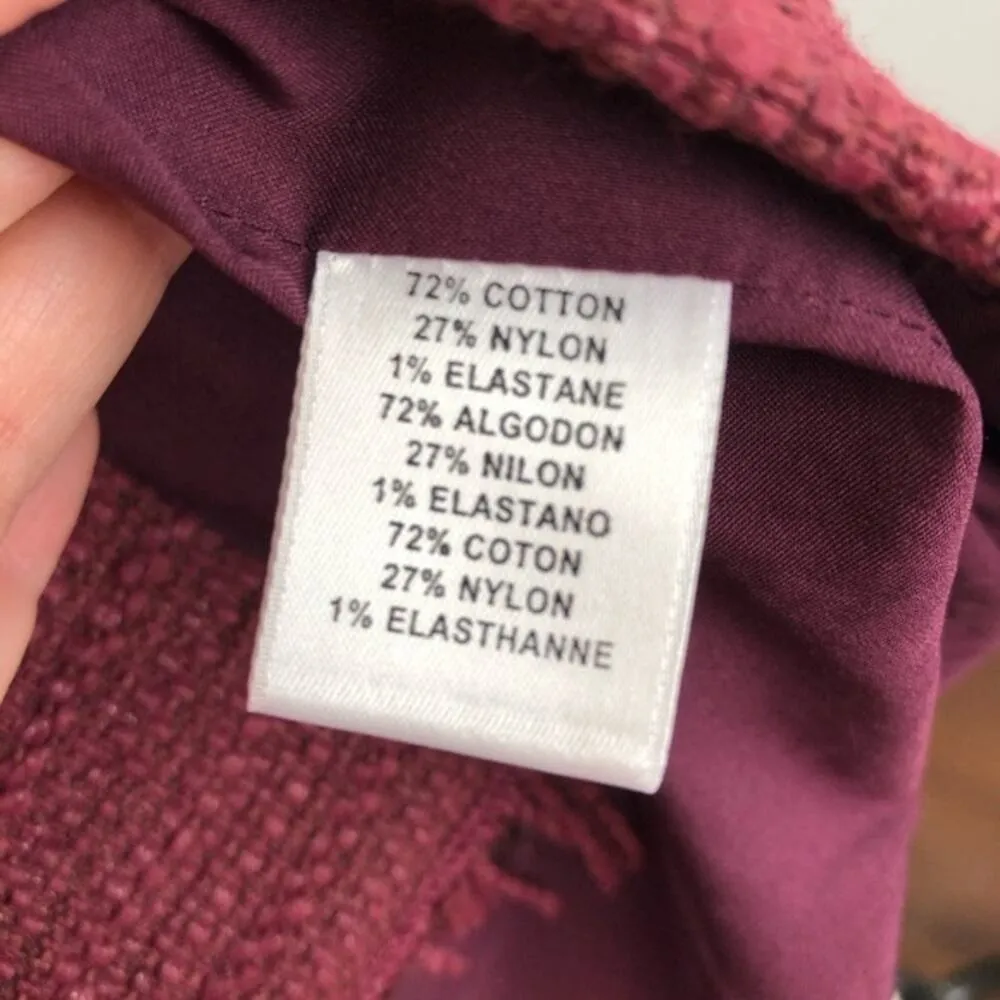 72% COTTON
27% NYLON
1% ELASTANE
72% ALGODON
27% NILON
1% ELASTANO
72% COTON
27% NYLON
1% ELASTHANNE